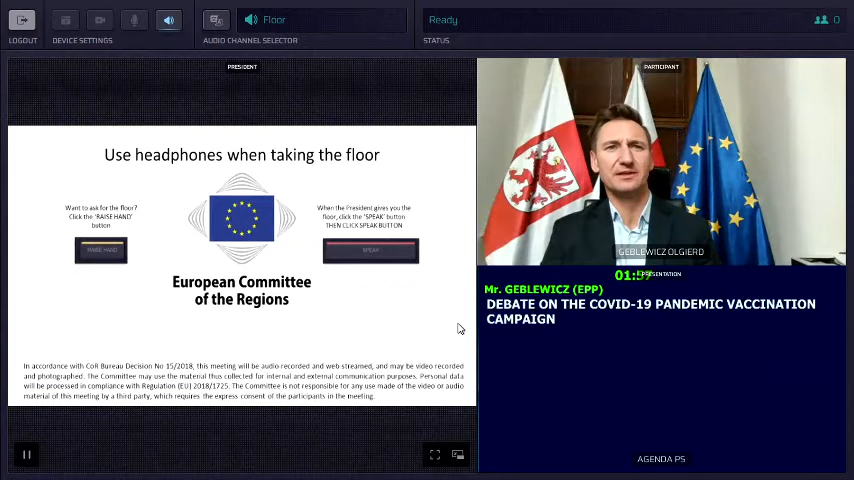 LOGOUT
DEVICE SETTINGS
AUDIO CHANNEL SELECTOR
Floor
Ready
0
STATUS
PRESIDENT
Use headphones when taking the floor
Want to ask for the floor?
Click the 'RAISE HAND'
button
RAISE HAND
When the President gives you the
floor, click the 'SPEAK' button
THEN CLICK SPEAK BUTTON
SPEAK
European Committee
of the Regions
In accordance with CoR Bureau Decision No 15/2018, this meeting will be audio recorded and web streamed, and may be video recorded
and photographed. The Committee may use the material thus collected for internal and external communication purposes. Personal data
will be processed in compliance with Regulation (EU) 2018/1725. The Committee is not responsible for any use made of the video or audio
material of this meeting by a third party, which requires the express consent of the participants in the meeting.
PARTICIPANT
GEBLEWICZ OLGIERD
PRESENTATION
Mr. GEBLEWICZ (EPP)
DEBATE ON THE COVID-19 PANDEMIC VACCINATION
CAMPAIGN
AGENDA PS